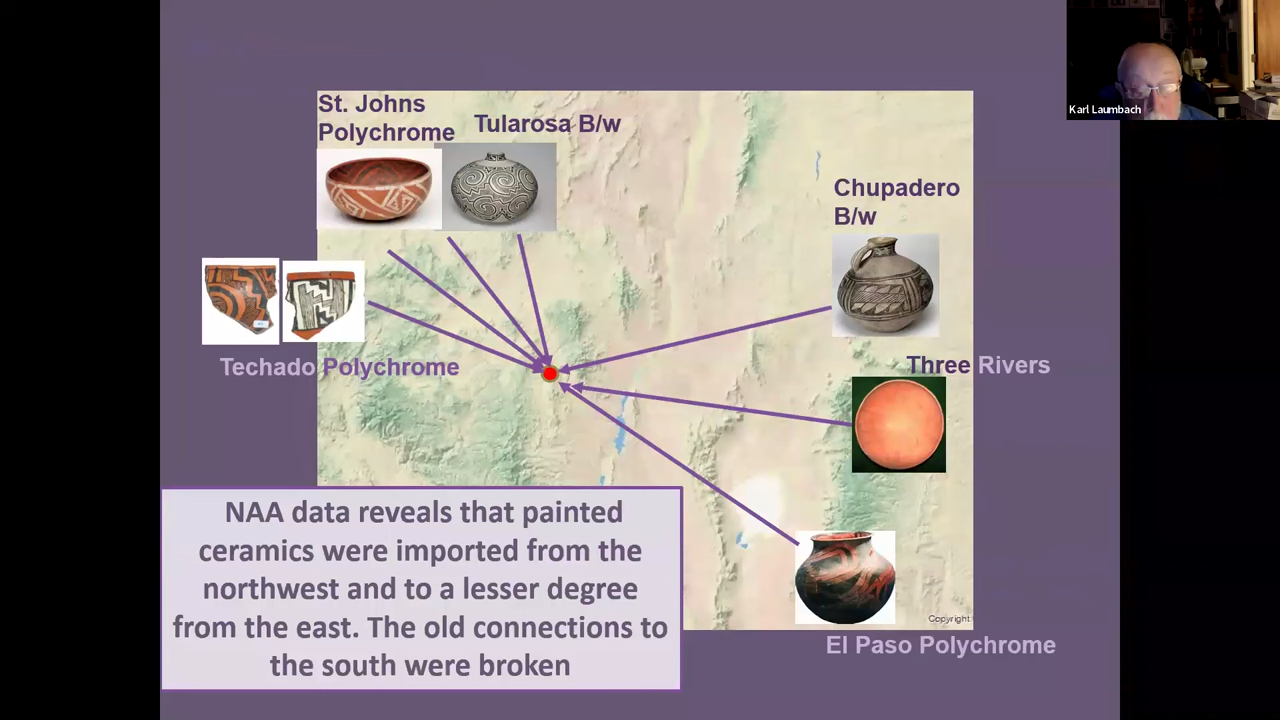 St. Johns
Polychrome
Tularosa B/w
Karl Laumbach
Chupadero
B/w
Techado Polychrome
Three Rivers
NAA data reveals that painted
ceramics were imported from the
northwest and to a lesser degree
from the east. The old connections to
the south were broken
Copyright
El Paso Polychrome